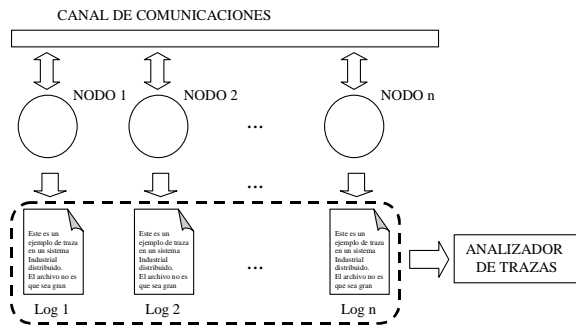 CANAL DE COMUNICACIONES
NODO 1
NODO 2
NODO n
...
...
Este es un
ejemplo de traza
en un sistema
Industrial
distribuido.
El archivo no es
que sea gran
Este es un
ejemplo de traza
en un sistema
Industrial
distribuido.
El archivo no es
que sea gran
...
Este es un
ejemplo de traza
en un sistema
Industrial
distribuido.
El archivo no es
que sea gran
Log 1
Log 2
Log n
ANALIZADOR
DE TRAZAS